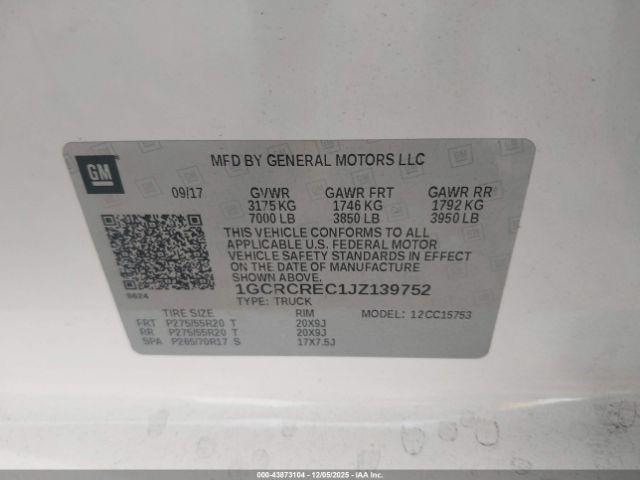 GM
MFD BY GENERAL MOTORS LLC
09/17 GVWR GAWR FRT GAWR RR
3175 KG 1746 KG 1792 KG
7000 LB 3850 LB 3950 LB
THIS VEHICLE CONFORMS TO ALL
APPLICABLE U.S. FEDERAL MOTOR
VEHICLE SAFETY STANDARDS IN EFFECT
ON THE DATE OF MANUFACTURE
SHOWN ABOVE.
1GCRCREC1JZ139752
TYPE: TRUCK
S624
TIRE SIZE RIM MODEL: 12CC15753
FRT P275/55R20 T 20X9J
RR P275/55R20 T 20X9J
SPA P265/70R17 S 17X7.5J
000-43873104 - 12/05/2025 - IAAI.CA